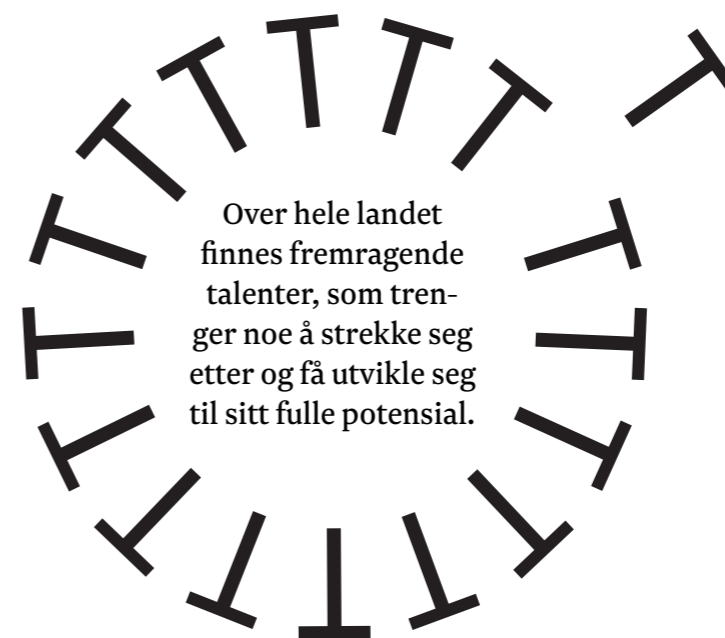 Over hele landet
finnes fremragende
talenter, som tren-
ger noe å strekke seg
etter og få utvikle seg
til sitt fulle potensial.